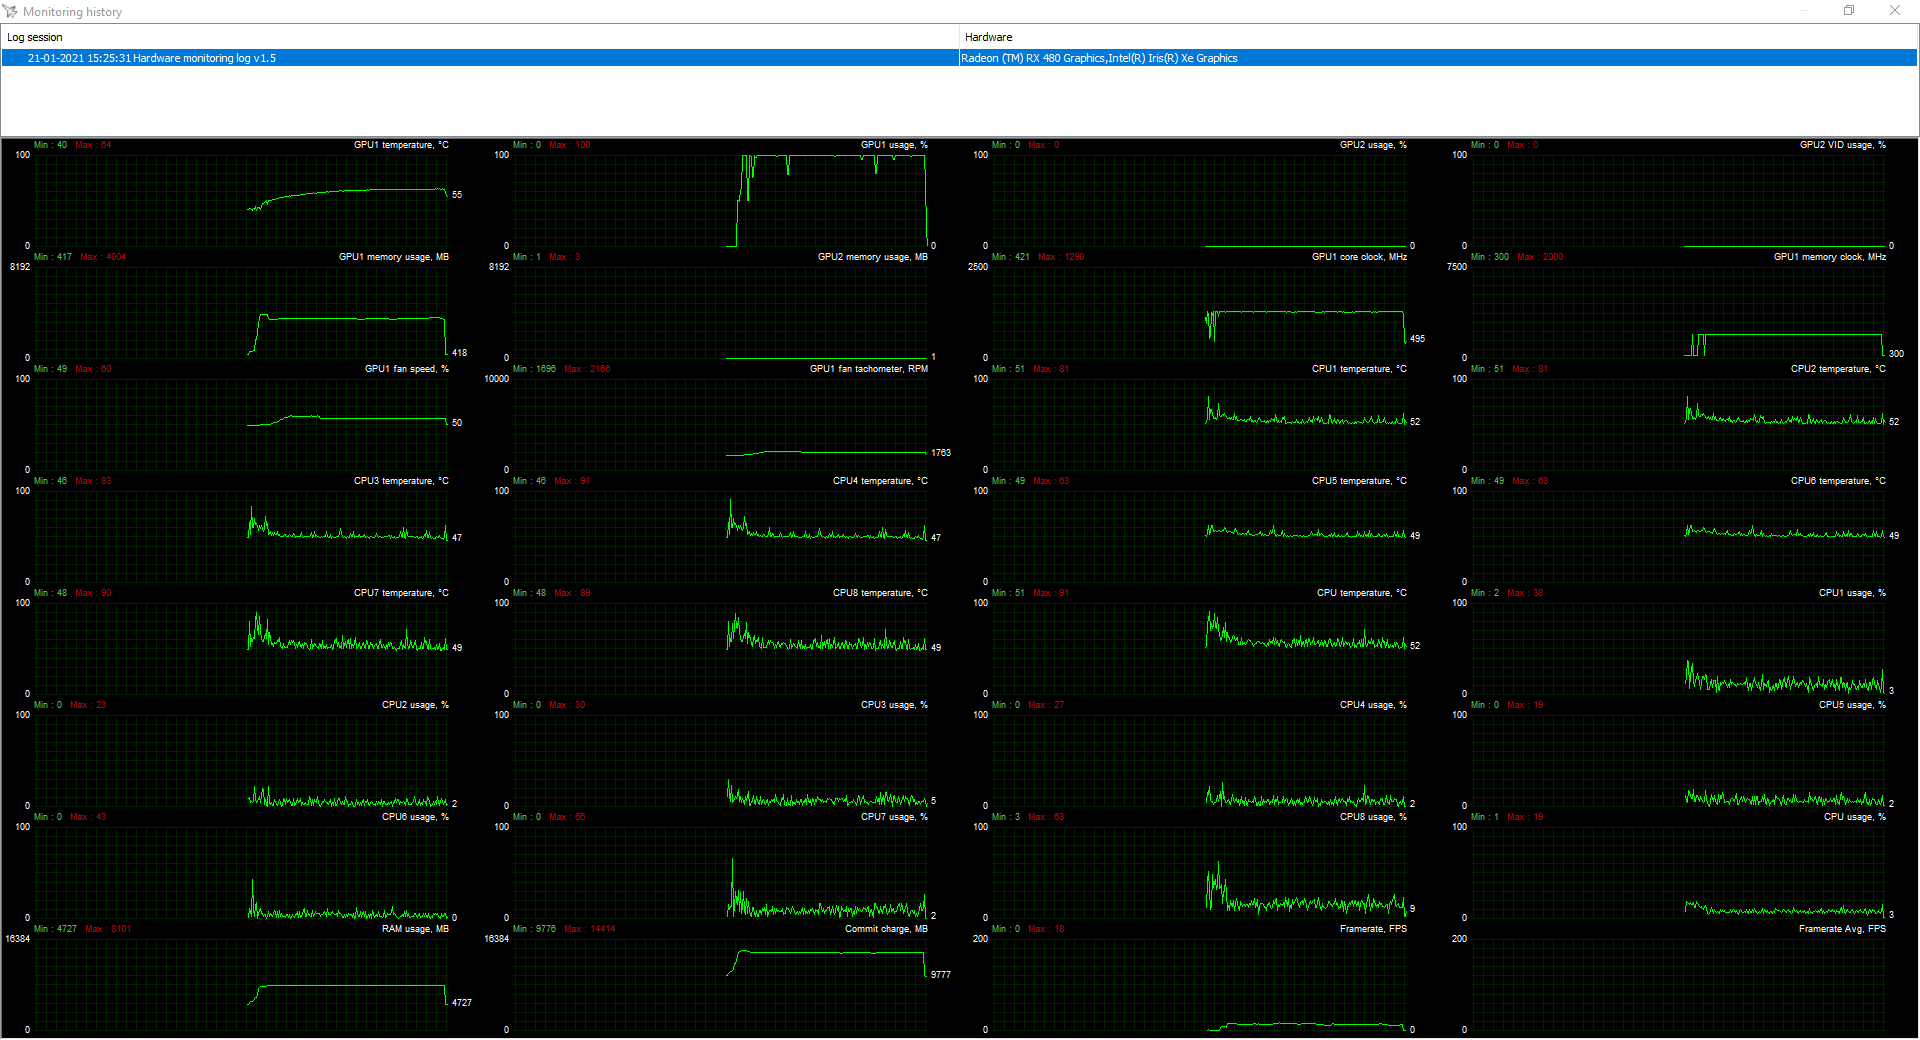 Monitoring history
Log session Hardware
21-01-2021 15:25:31 Hardware monitoring log v1.5 Radeon (TM) RX 480 Graphics,Intel(R) Iris(R) Xe Graphics
Min : 40 Max : 64 GPU1 temperature, °C
100
55
0
Min : 0 Max : 100 GPU1 usage, %
100
0
0
Min : 0 Max : 0 GPU2 usage, %
100
0
0
Min : 0 Max : 0 GPU2 VID usage, %
100
0
0
Min : 417 Max : 4004 GPU1 memory usage, MB
8192
418
0
Min : 1 Max : 3 GPU2 memory usage, MB
8192
1
0
Min : 421 Max : 1290 GPU1 core clock, MHz
2500
495
0
Min : 300 Max : 2000 GPU1 memory clock, MHz
7500
300
0
Min : 49 Max : 60 GPU1 fan speed, %
100
50
0
Min : 1696 Max : 2166 GPU1 fan tachometer, RPM
10000
1763
0
Min : 51 Max : 81 CPU1 temperature, °C
100
52
0
Min : 51 Max : 81 CPU2 temperature, °C
100
52
0
Min : 46 Max : 83 CPU3 temperature, °C
100
47
0
Min : 46 Max : 91 CPU4 temperature, °C
100
47
0
Min : 49 Max : 63 CPU5 temperature, °C
100
49
0
Min : 49 Max : 63 CPU6 temperature, °C
100
49
0
Min : 48 Max : 90 CPU7 temperature, °C
100
49
0
Min : 48 Max : 89 CPU8 temperature, °C
100
49
0
Min : 51 Max : 91 CPU temperature, °C
100
52
0
Min : 2 Max : 38 CPU1 usage, %
100
3
0
Min : 0 Max : 23 CPU2 usage, %
100
2
0
Min : 0 Max : 30 CPU3 usage, %
100
5
0
Min : 0 Max : 27 CPU4 usage, %
100
2
0
Min : 0 Max : 19 CPU5 usage, %
100
2
0
Min : 0 Max : 43 CPU6 usage, %
100
0
0
Min : 0 Max : 66 CPU7 usage, %
100
2
0
Min : 3 Max : 63 CPU8 usage, %
100
9
0
Min : 1 Max : 19 CPU usage, %
100
3
0
Min : 4727 Max : 8101 RAM usage, MB
16384
4727
0
Min : 9776 Max : 14414 Commit charge, MB
16384
9777
0
Min : 0 Max : 18 Framerate, FPS
200
0
0
Framerate Avg, FPS
200
0